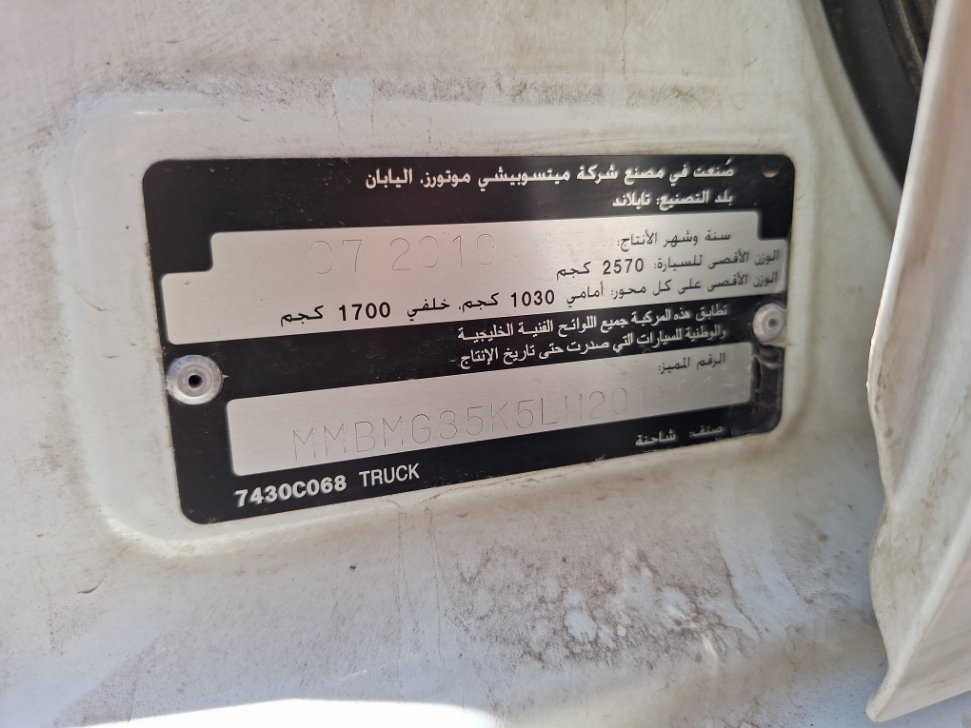 صُنعت في مصنع شركة ميتسوبيشي موتورز. اليابان
بلد التصنيع: تايلاند
سنة وشهر الأنتاج:
الوزن الأقصى للسيارة: 2570 كجم
الوزن الأقصى على كل محور: أمامي 1030 كجم. خلفي 1700 كجم
تطابق هذه المركبة جميع اللوائح الفنية الخليجية
والوطنية للسيارات التي صدرت حتى تاريخ الإنتاج.
الرقم المميز:
صنف: شاحنة
7430C068 TRUCK